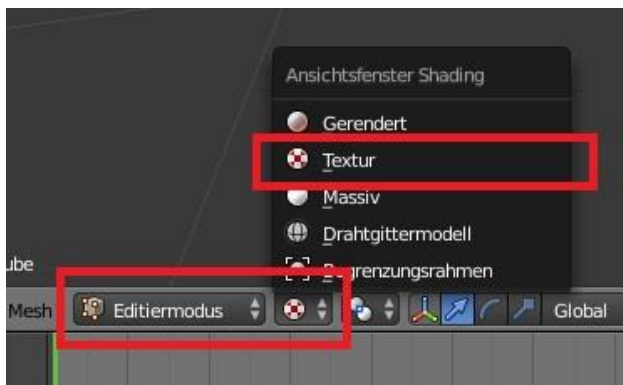 Ansichtsfenster Shading
Gerendert
Textur
Massiv
Drahtgittermodell
Begrenzungsrahmen
ube
Mesh Editiermodus Global